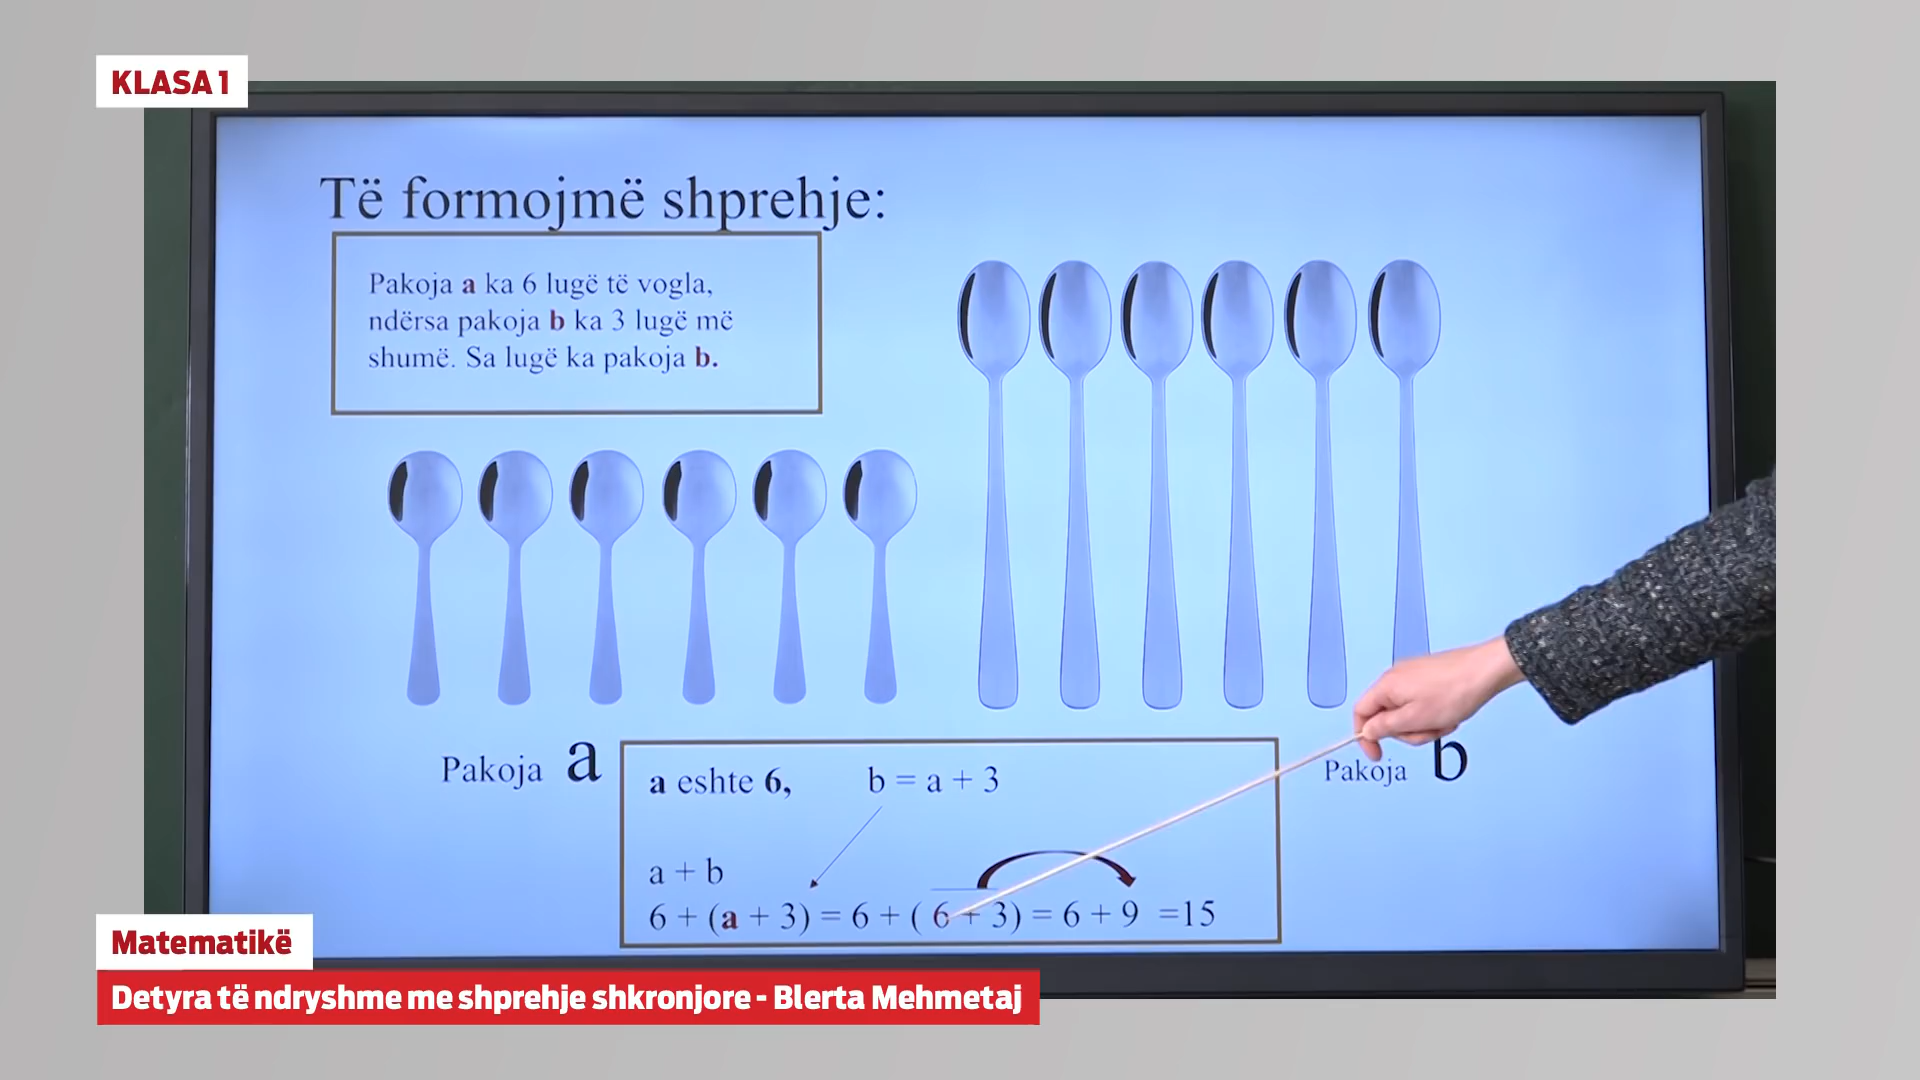 KLASA 1
Të formojmë shprehje:
Pakoja a ka 6 lugë të vogla,
ndërsa pakoja b ka 3 lugë më
shumë. Sa lugë ka pakoja b.
Pakoja a
a eshte 6, b = a + 3
a + b
6 + (a + 3) = 6 + ( 6 + 3) = 6 + 9 =15
Pakoja b
Matematikë
Detyra të ndryshme me shprehje shkronjore - Blerta Mehmetaj